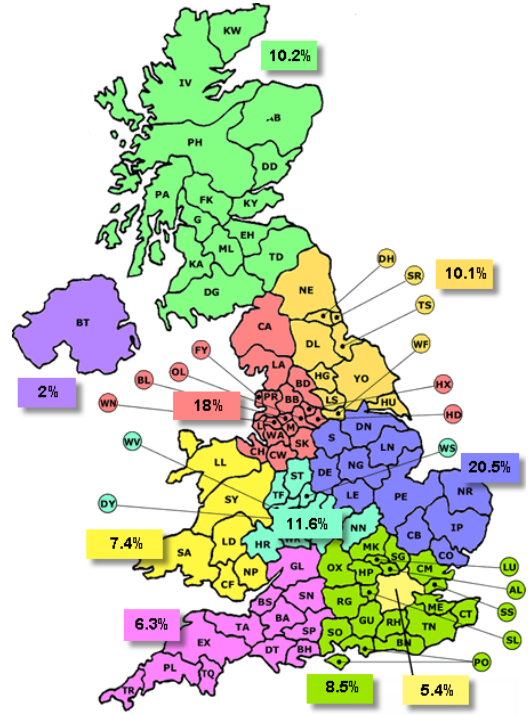 KW
10.2%
IV
AB
PH
DD
PA
FK
KY
G
EH
ML
KA
TD
DG
DH
SR
10.1%
NE
TS
BT
CA
DL
WF
FY
LA
HG
YO
BL
OL
BD
HX
2%
WN
18%
PR
BB
LS
HU
HD
L
WA
M
S
DN
WV
CH
CW
SK
LN
WS
LL
ST
DE
NG
20.5%
DY
SY
TF
LE
PE
NR
11.6%
NN
7.4%
LD
HR
WR
CB
IP
SA
MK
CO
NP
GL
OX
SG
CM
LU
CF
HP
AL
BS
SN
RG
ME
CT
SS
6.3%
TA
BA
GU
RH
TN
SL
EX
SP
SO
BN
DT
BH
PO
PL
TQ
8.5%
5.4%
TR